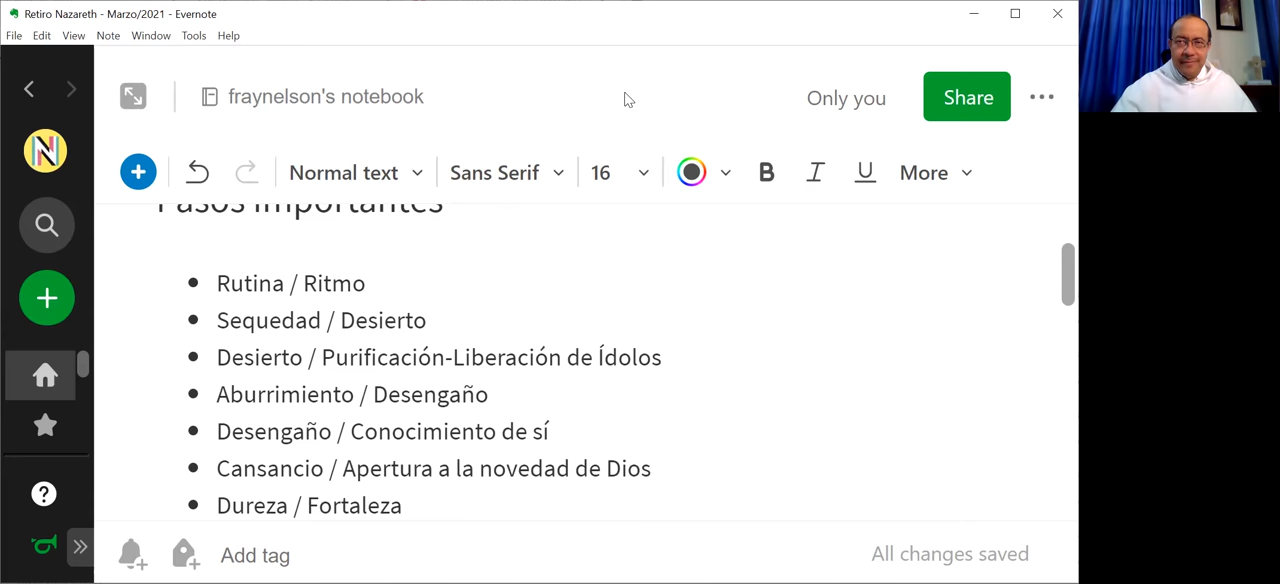 Retiro Nazareth - Marzo/2021 - Evernote
File Edit View Note Window Tools Help
fraynelson's notebook
Only you
Share
Normal text
Sans Serif
16
B I U
More
Pasos Importantes
Rutina / Ritmo
Sequedad / Desierto
Desierto / Purificación-Liberación de Ídolos
Aburrimiento / Desengaño
Desengaño / Conocimiento de sí
Cansancio / Apertura a la novedad de Dios
Dureza / Fortaleza
Add tag
All changes saved